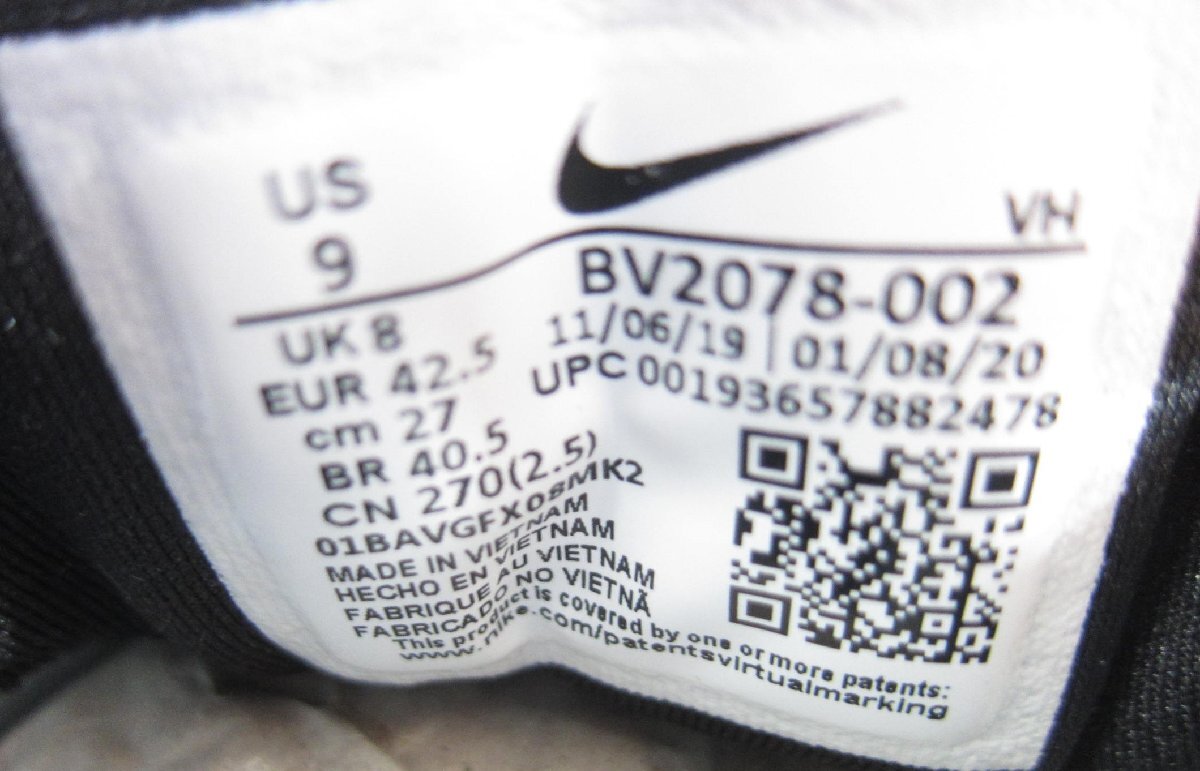 US
9
VH
BV2078-002
11/06/19 | 01/08/20
UPC 00193657882478
UK 8
EUR 42.5
cm 27
BR 40.5
CN 270(2.5)
01BAVGFX08MK2
MADE IN VIETNAM
HECHO EN VIETNAM
FABRIQUE AU VIETNAM
FABRICADO NO VIETNÃ
This product is covered by one or more patents:
www.nike.com/patentsvirtualmarking